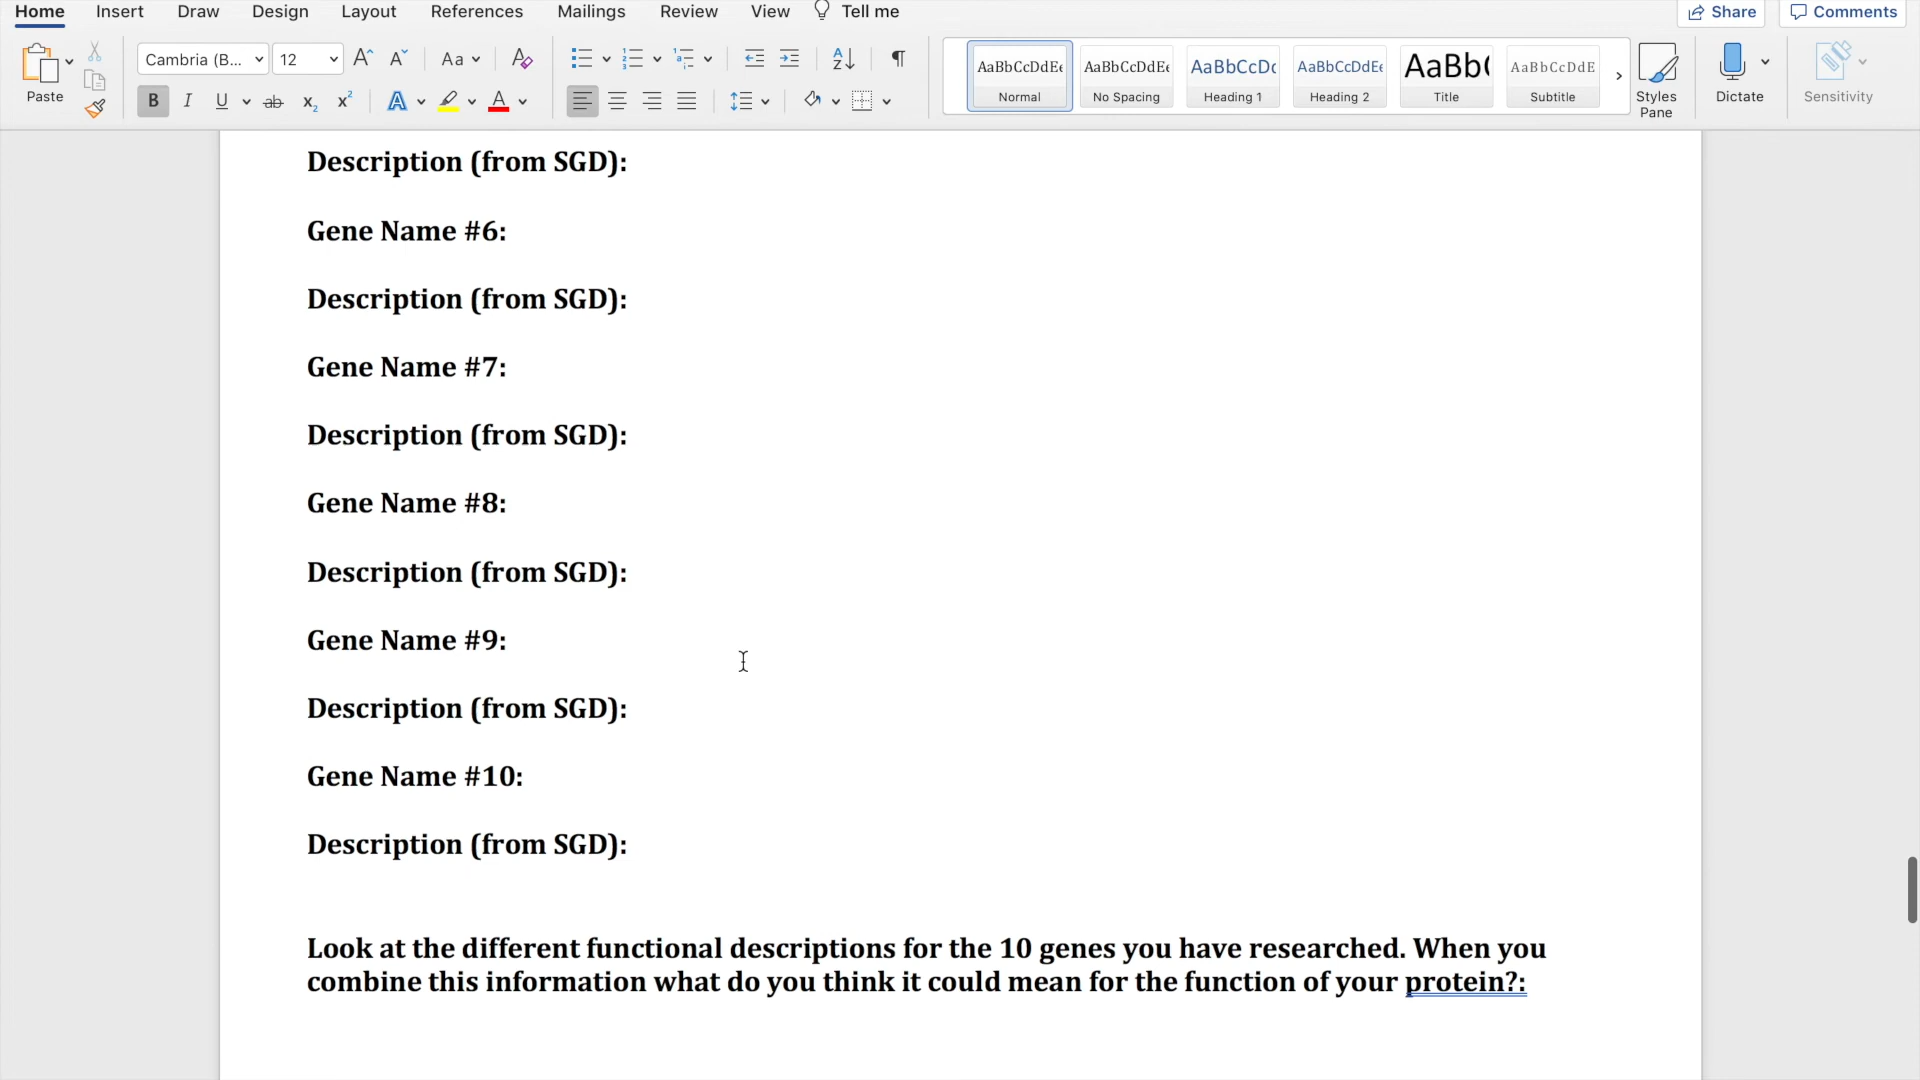 Home Insert Draw Design Layout References Mailings Review View Tell me Share Comments
Paste Cambria (B... 12 Aa A
B I U ab x₂ x² A A
AaBbCcDdEe AaBbCcDdEe AaBbCcDc AaBbCcDdEe AaBb( AaBbCcDdE
Normal No Spacing Heading 1 Heading 2 Title Subtitle
Styles Pane Dictate Sensitivity
Description (from SGD):
Gene Name #6:
Description (from SGD):
Gene Name #7:
Description (from SGD):
Gene Name #8:
Description (from SGD):
Gene Name #9:
Description (from SGD):
Gene Name #10:
Description (from SGD):
Look at the different functional descriptions for the 10 genes you have researched. When you
combine this information what do you think it could mean for the function of your protein?: